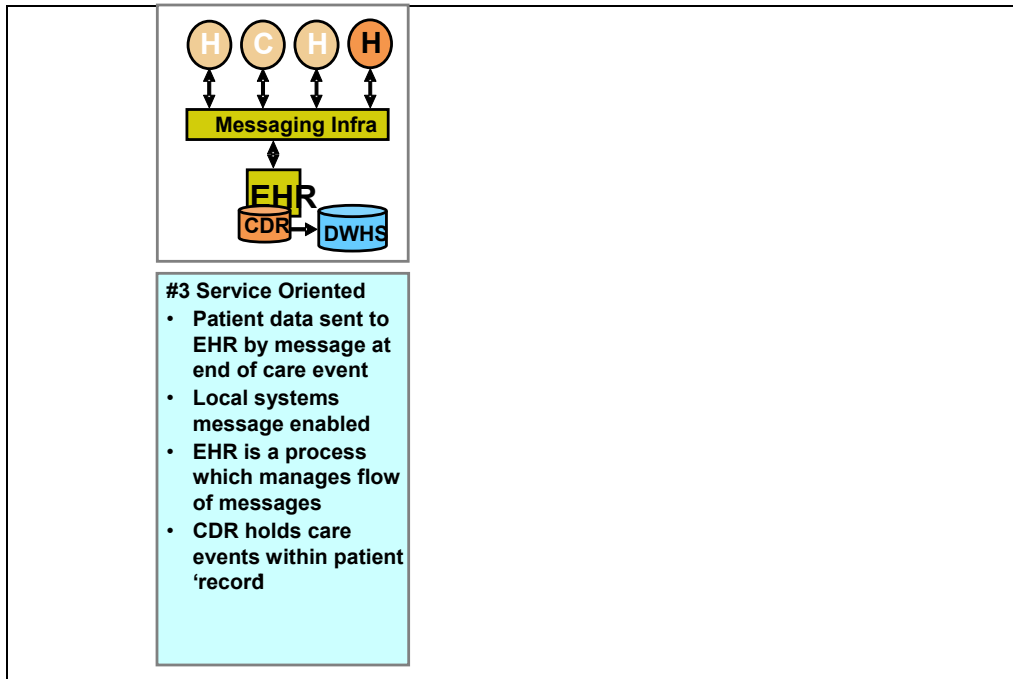 H C H H
Messaging Infra
EHR
CDR
DWHS
#3 Service Oriented
• Patient data sent to
EHR by message at
end of care event
• Local systems
message enabled
• EHR is a process
which manages flow
of messages
• CDR holds care
events within patient
‘record